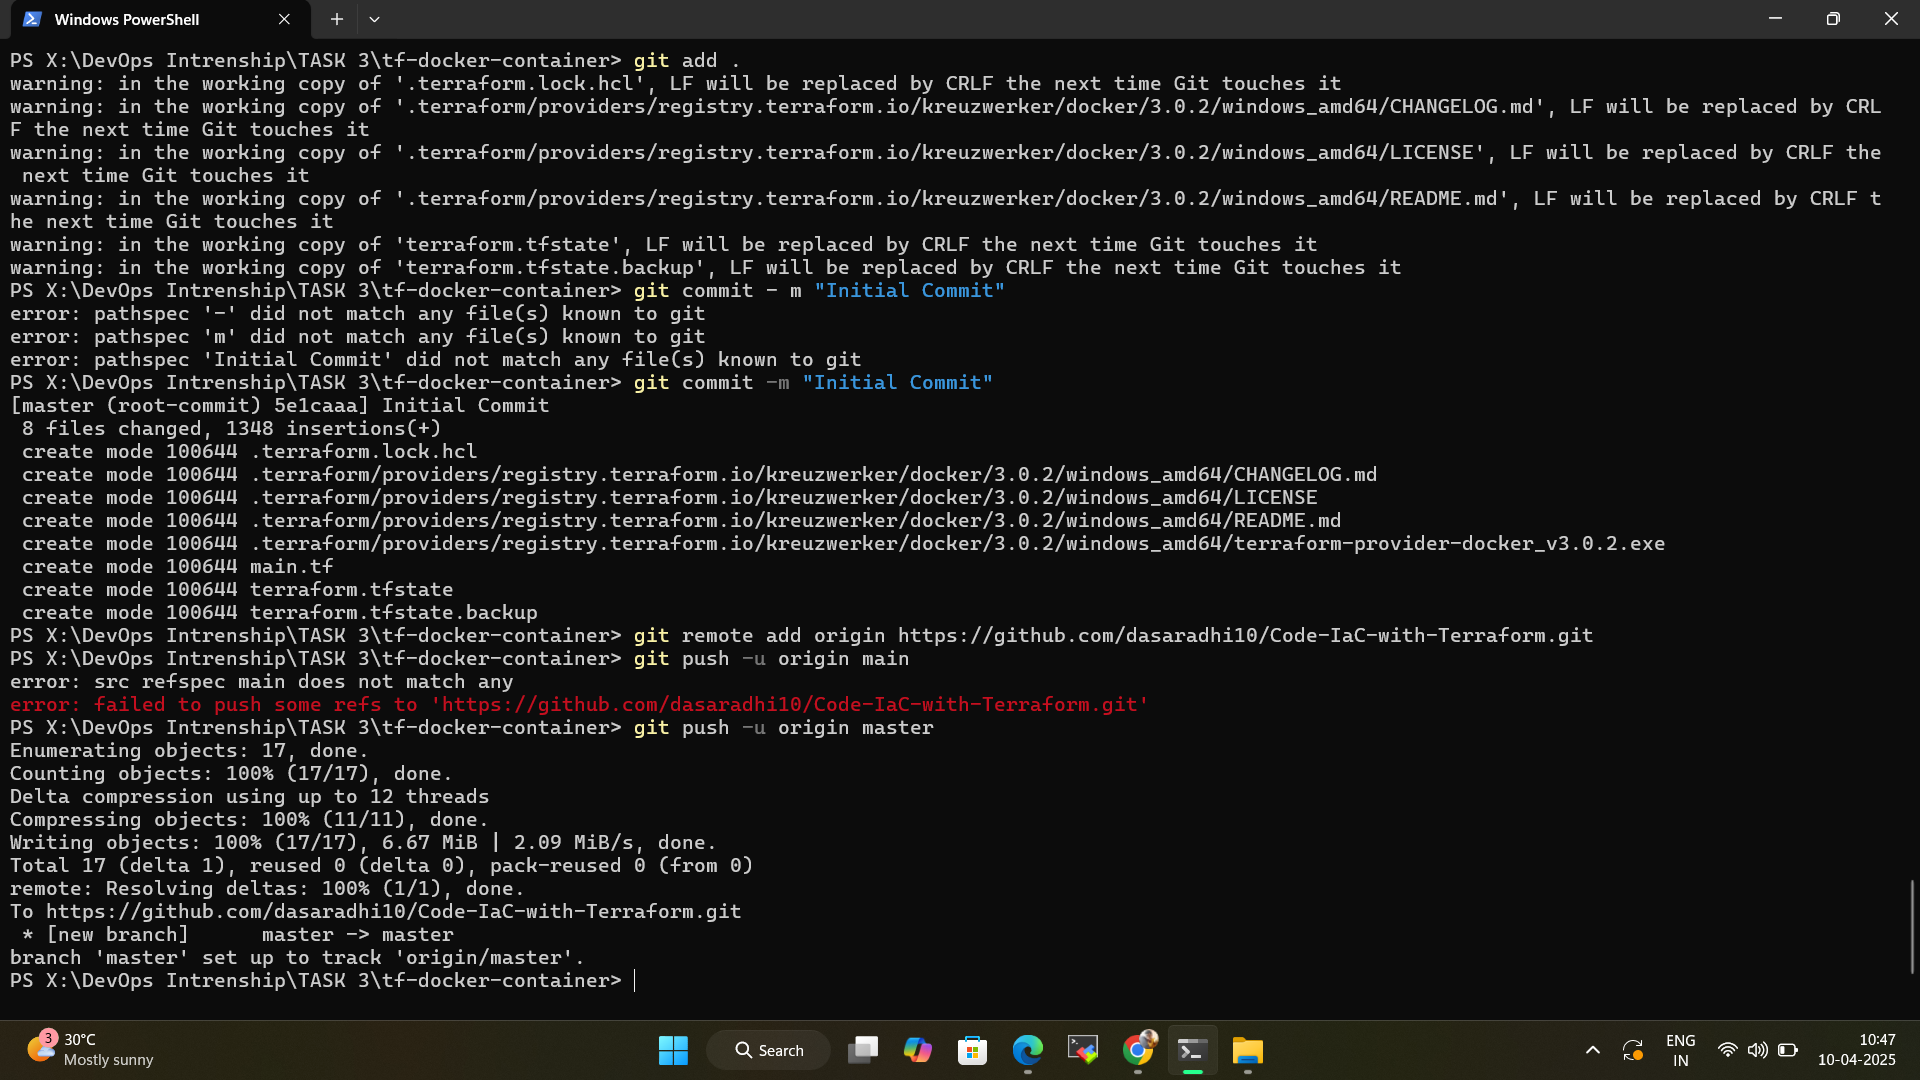 Windows PowerShell
PS X:\DevOps Intrenship\TASK 3\tf-docker-container> git add .
warning: in the working copy of '.terraform.lock.hcl', LF will be replaced by CRLF the next time Git touches it
warning: in the working copy of '.terraform/providers/registry.terraform.io/kreuzwerker/docker/3.0.2/windows_amd64/CHANGELOG.md', LF will be replaced by CRL
F the next time Git touches it
warning: in the working copy of '.terraform/providers/registry.terraform.io/kreuzwerker/docker/3.0.2/windows_amd64/LICENSE', LF will be replaced by CRLF the
 next time Git touches it
warning: in the working copy of '.terraform/providers/registry.terraform.io/kreuzwerker/docker/3.0.2/windows_amd64/README.md', LF will be replaced by CRLF t
he next time Git touches it
warning: in the working copy of 'terraform.tfstate', LF will be replaced by CRLF the next time Git touches it
warning: in the working copy of 'terraform.tfstate.backup', LF will be replaced by CRLF the next time Git touches it
PS X:\DevOps Intrenship\TASK 3\tf-docker-container> git commit - m "Initial Commit"
error: pathspec '-' did not match any file(s) known to git
error: pathspec 'm' did not match any file(s) known to git
error: pathspec 'Initial Commit' did not match any file(s) known to git
PS X:\DevOps Intrenship\TASK 3\tf-docker-container> git commit -m "Initial Commit"
[master (root-commit) 5e1caaa] Initial Commit
 8 files changed, 1348 insertions(+)
 create mode 100644 .terraform.lock.hcl
 create mode 100644 .terraform/providers/registry.terraform.io/kreuzwerker/docker/3.0.2/windows_amd64/CHANGELOG.md
 create mode 100644 .terraform/providers/registry.terraform.io/kreuzwerker/docker/3.0.2/windows_amd64/LICENSE
 create mode 100644 .terraform/providers/registry.terraform.io/kreuzwerker/docker/3.0.2/windows_amd64/README.md
 create mode 100644 .terraform/providers/registry.terraform.io/kreuzwerker/docker/3.0.2/windows_amd64/terraform-provider-docker_v3.0.2.exe
 create mode 100644 main.tf
 create mode 100644 terraform.tfstate
 create mode 100644 terraform.tfstate.backup
PS X:\DevOps Intrenship\TASK 3\tf-docker-container> git remote add origin https://github.com/dasaradhi10/Code-IaC-with-Terraform.git
PS X:\DevOps Intrenship\TASK 3\tf-docker-container> git push -u origin main
error: src refspec main does not match any
error: failed to push some refs to 'https://github.com/dasaradhi10/Code-IaC-with-Terraform.git'
PS X:\DevOps Intrenship\TASK 3\tf-docker-container> git push -u origin master
Enumerating objects: 17, done.
Counting objects: 100% (17/17), done.
Delta compression using up to 12 threads
Compressing objects: 100% (11/11), done.
Writing objects: 100% (17/17), 6.67 MiB | 2.09 MiB/s, done.
Total 17 (delta 1), reused 0 (delta 0), pack-reused 0 (from 0)
remote: Resolving deltas: 100% (1/1), done.
To https://github.com/dasaradhi10/Code-IaC-with-Terraform.git
 * [new branch]      master -> master
branch 'master' set up to track 'origin/master'.
PS X:\DevOps Intrenship\TASK 3\tf-docker-container>
3
30°C
Mostly sunny
Search
ENG
IN
10:47
10-04-2025